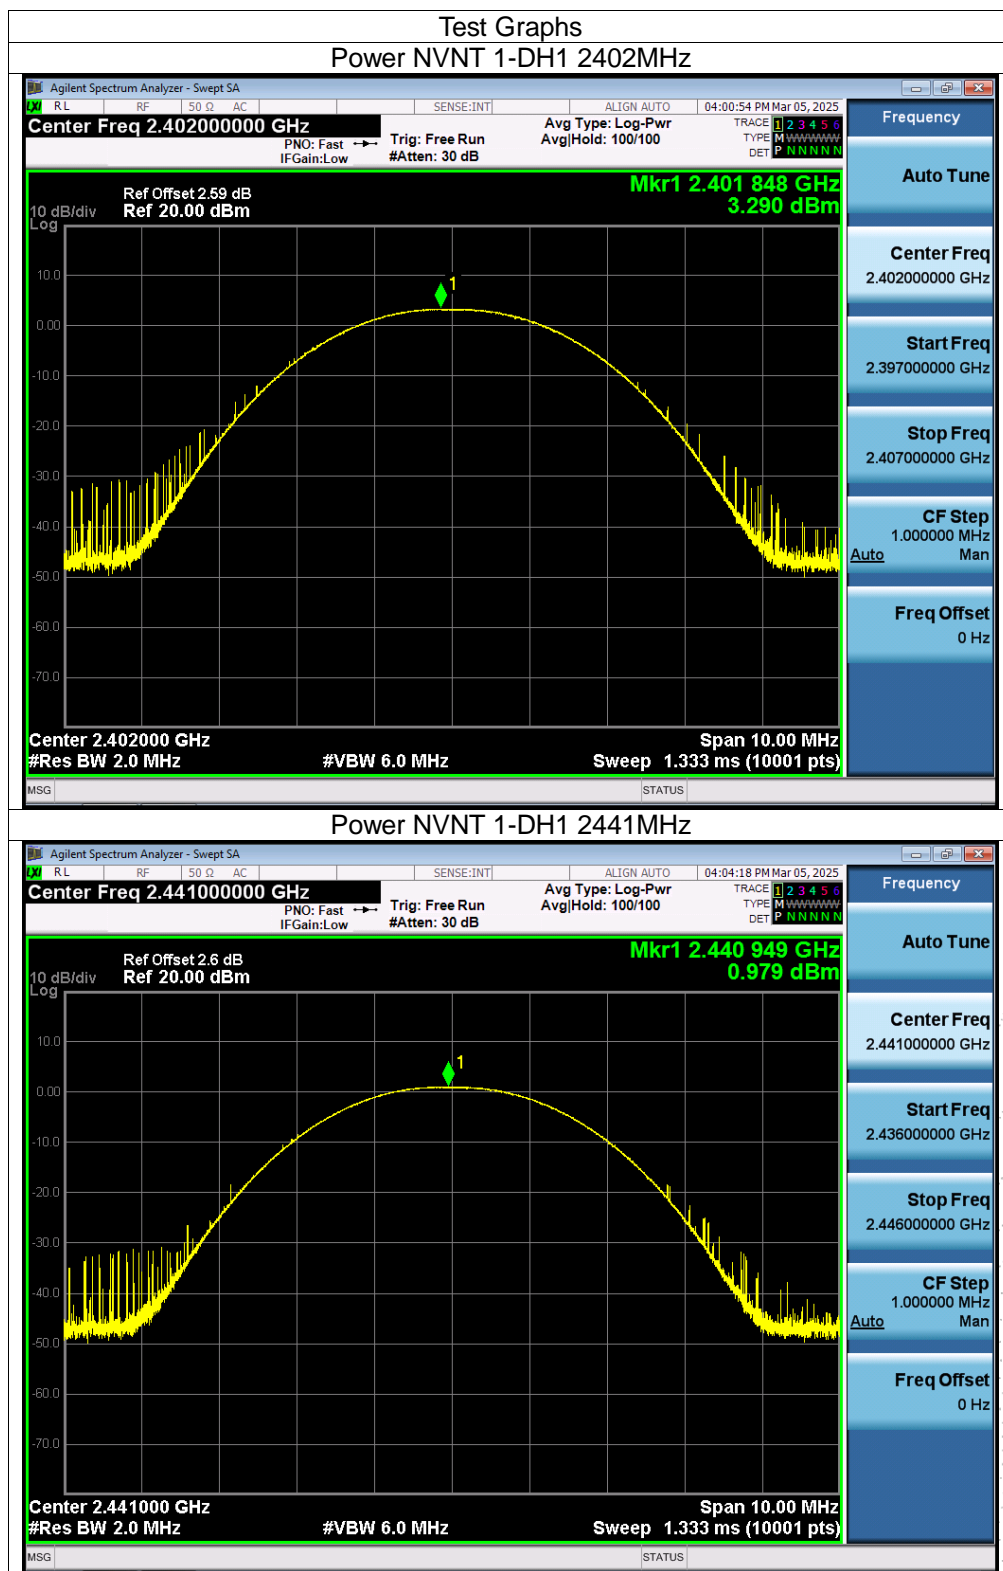 Test Graphs
Power NVNT 1-DH1 2402MHz
Agilent Spectrum Analyzer - Swept SA
LXI RL RF 50 Ω AC SENSE:INT ALIGN AUTO 04:00:54 PM Mar 05, 2025
Center Freq 2.402000000 GHz
PNO: Fast
IFGain:Low
Trig: Free Run
#Atten: 30 dB
Avg Type: Log-Pwr
Avg|Hold: 100/100
TRACE 1 2 3 4 5 6
TYPE M WWWWW
DET P N N N N N
Frequency
Auto Tune
Center Freq
2.402000000 GHz
Start Freq
2.397000000 GHz
Stop Freq
2.407000000 GHz
CF Step
1.000000 MHz
Auto Man
Freq Offset
0 Hz
Mkr1 2.401 848 GHz
3.290 dBm
Ref Offset 2.59 dB
10 dB/div Ref 20.00 dBm
Log
10.0
1
0.00
-10.0
-20.0
-30.0
-40.0
-50.0
-60.0
-70.0
Center 2.402000 GHz Span 10.00 MHz
#Res BW 2.0 MHz #VBW 6.0 MHz Sweep 1.333 ms (10001 pts)
MSG STATUS
Power NVNT 1-DH1 2441MHz
Agilent Spectrum Analyzer - Swept SA
LXI RL RF 50 Ω AC SENSE:INT ALIGN AUTO 04:04:18 PM Mar 05, 2025
Center Freq 2.441000000 GHz
PNO: Fast
IFGain:Low
Trig: Free Run
#Atten: 30 dB
Avg Type: Log-Pwr
Avg|Hold: 100/100
TRACE 1 2 3 4 5 6
TYPE M WWWWW
DET P N N N N N
Frequency
Auto Tune
Center Freq
2.441000000 GHz
Start Freq
2.436000000 GHz
Stop Freq
2.446000000 GHz
CF Step
1.000000 MHz
Auto Man
Freq Offset
0 Hz
Mkr1 2.440 949 GHz
0.979 dBm
Ref Offset 2.6 dB
10 dB/div Ref 20.00 dBm
Log
10.0
1
0.00
-10.0
-20.0
-30.0
-40.0
-50.0
-60.0
-70.0
Center 2.441000 GHz Span 10.00 MHz
#Res BW 2.0 MHz #VBW 6.0 MHz Sweep 1.333 ms (10001 pts)
MSG STATUS